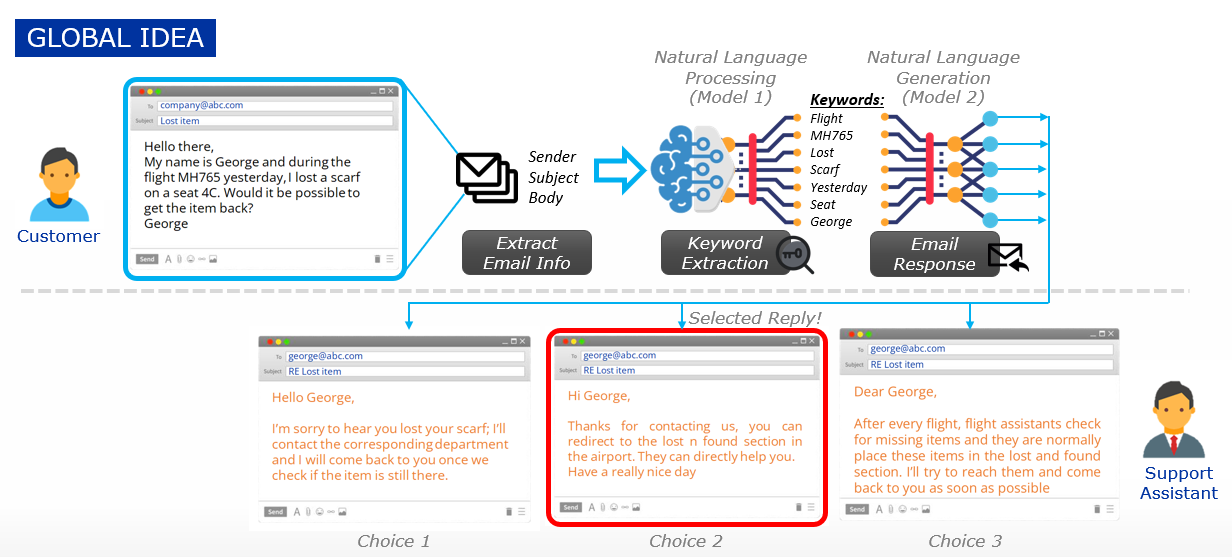 GLOBAL IDEA
Natural Language
Processing
(Model 1)
Natural Language
Generation
(Model 2)
To company@abc.com
Subject Lost item
Hello there,
My name is George and during the
flight MH765 yesterday, I lost a scarf
on a seat 4C. Would it be possible to
get the item back?
George
Send
Customer
Sender
Subject
Body
Extract
Email Info
Keywords:
Flight
MH765
Lost
Scarf
Yesterday
Seat
George
Keyword
Extraction
Email
Response
Selected Reply!
To george@abc.com
Subject RE Lost item
Hello George,
I'm sorry to hear you lost your scarf; I'll
contact the corresponding department
and I will come back to you once we
check if the item is still there.
Send
Choice 1
To george@abc.com
Subject RE Lost item
Hi George,
Thanks for contacting us, you can
redirect to the lost n found section in
the airport. They can directly help you.
Have a really nice day
Send
Choice 2
To george@abc.com
Subject RE Lost item
Dear George,
After every flight, flight assistants check
for missing items and they are normally
place these items in the lost and found
section. I'll try to reach them and come
back to you as soon as possible
Send
Choice 3
Support
Assistant